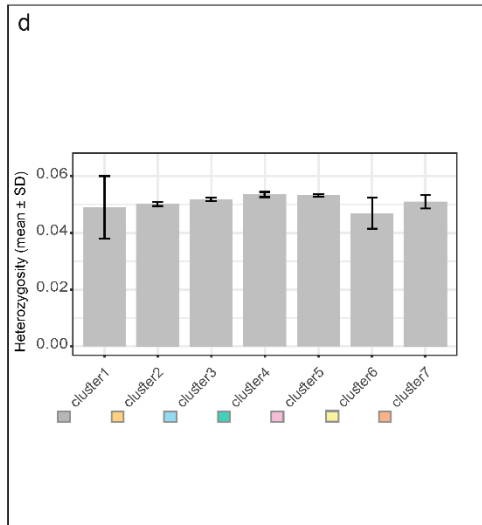 d
Heterozygosity (mean ± SD)
0.06
0.04
0.02
0.00
cluster1
cluster2
cluster3
cluster4
cluster5
cluster6
cluster7